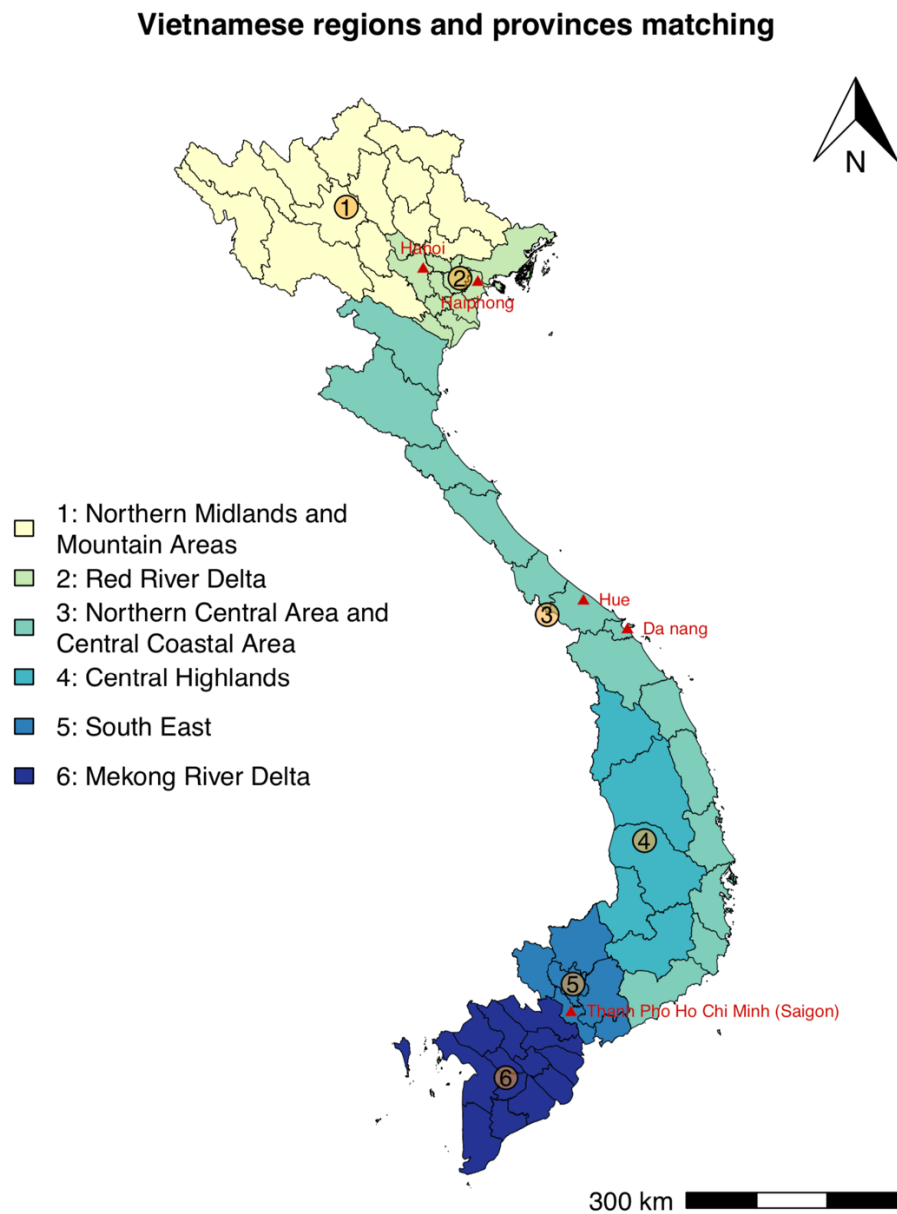 Vietnamese regions and provinces matching
N
1
Hanoi
2
Haiphong
1: Northern Midlands and
Mountain Areas
2: Red River Delta
3: Northern Central Area and
Central Coastal Area
4: Central Highlands
5: South East
6: Mekong River Delta
Hue
3
Da nang
4
5
Thanh Pho Ho Chi Minh (Saigon)
6
300 km